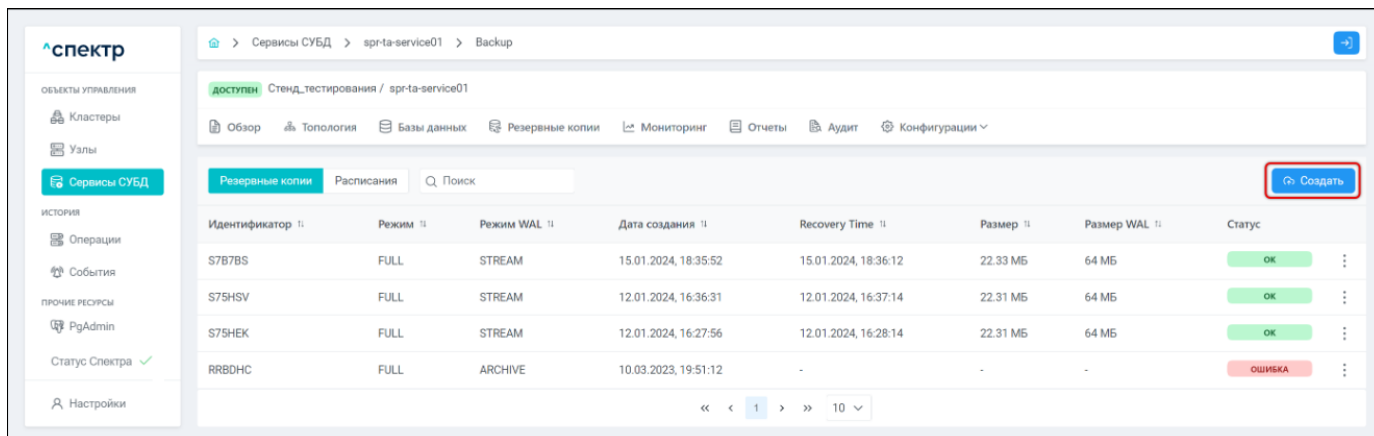 ^спектр
ОБЪЕКТЫ УПРАВЛЕНИЯ
Кластеры
Узлы
Сервисы СУБД
ИСТОРИЯ
Операции
События
ПРОЧИЕ РЕСУРСЫ
PgAdmin
Статус Спектра
Настройки
> Сервисы СУБД > spr-ta-service01 > Backup
ДОСТУПЕН Стенд_тестирования / spr-ta-service01
Обзор Топология Базы данных Резервные копии Мониторинг Отчеты Аудит Конфигурации
Резервные копии Расписания Поиск Создать
Идентификатор Режим Режим WAL Дата создания Recovery Time Размер Размер WAL Статус
S7B7BS FULL STREAM 15.01.2024, 18:35:52 15.01.2024, 18:36:12 22.33 МБ 64 МБ ОК
S75HSV FULL STREAM 12.01.2024, 16:36:31 12.01.2024, 16:37:14 22.31 МБ 64 МБ ОК
S75HEK FULL STREAM 12.01.2024, 16:27:56 12.01.2024, 16:28:14 22.31 МБ 64 МБ ОК
RRBDHC FULL ARCHIVE 10.03.2023, 19:51:12 - - - ОШИБКА
« < 1 > » 10